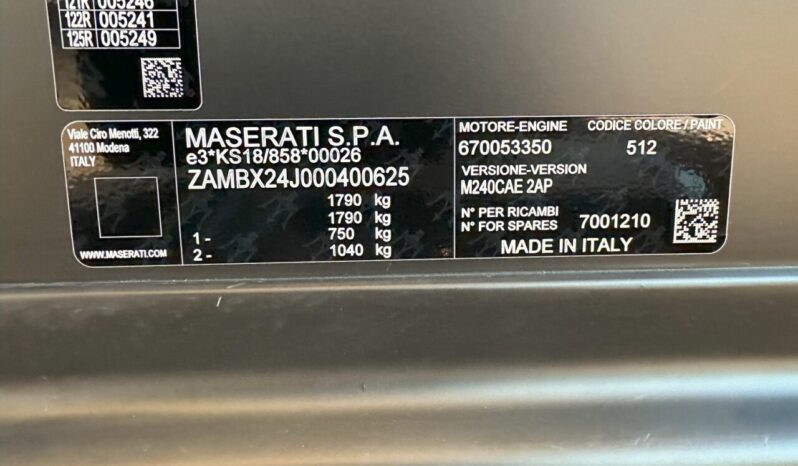 121R 005246
122R 005241
125R 005249
Viale Ciro Menotti, 322
41100 Modena
ITALY
WWW.MASERATI.COM
MASERATI S.P.A.
e3*KS18/858*00026
ZAMBX24J000400625
1790 kg
1790 kg
1 - 750 kg
2 - 1040 kg
MOTORE-ENGINE CODICE COLORE / PAINT
670053350 512
VERSIONE-VERSION
M240CAE 2AP
N° PER RICAMBI
N° FOR SPARES 7001210
MADE IN ITALY